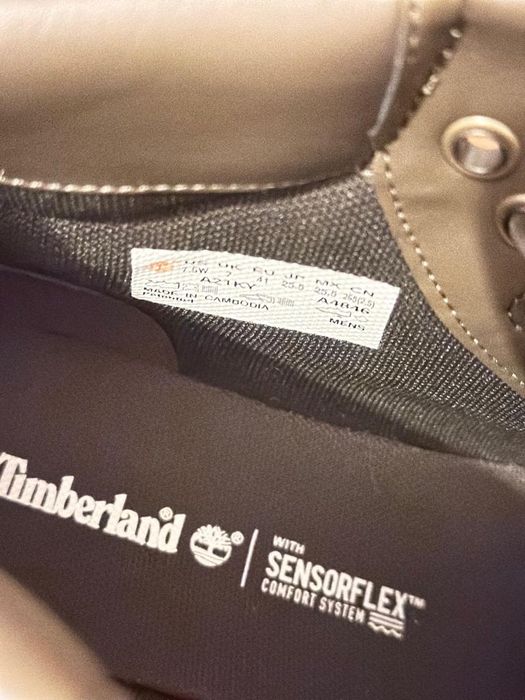 US UK EU JP MX CN
7.5W 7 41 25.5 25.5 255(2.5)
A21KY A4846
MADE IN CAMBODIA
MENS
Timberland®
®
WITH
SENSORFLEX™
COMFORT SYSTEM